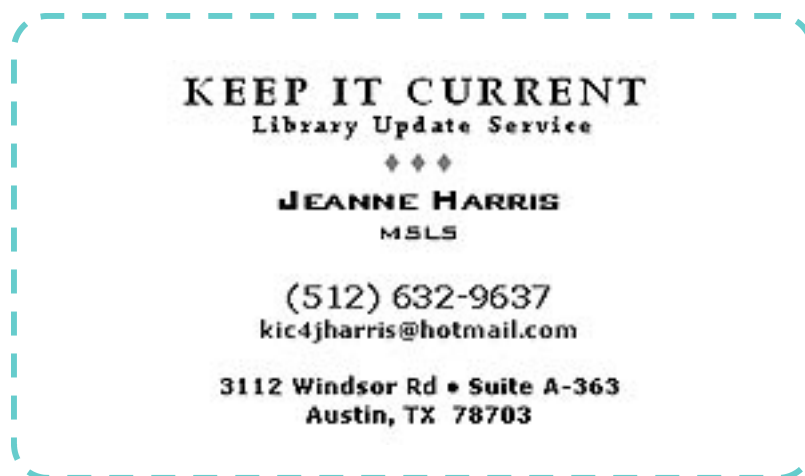 KEEP IT CURRENT
Library Update Service
JEANNE HARRIS
MSLS
(512) 632-9637
kic4jharris@hotmail.com
3112 Windsor Rd • Suite A-363
Austin, TX 78703